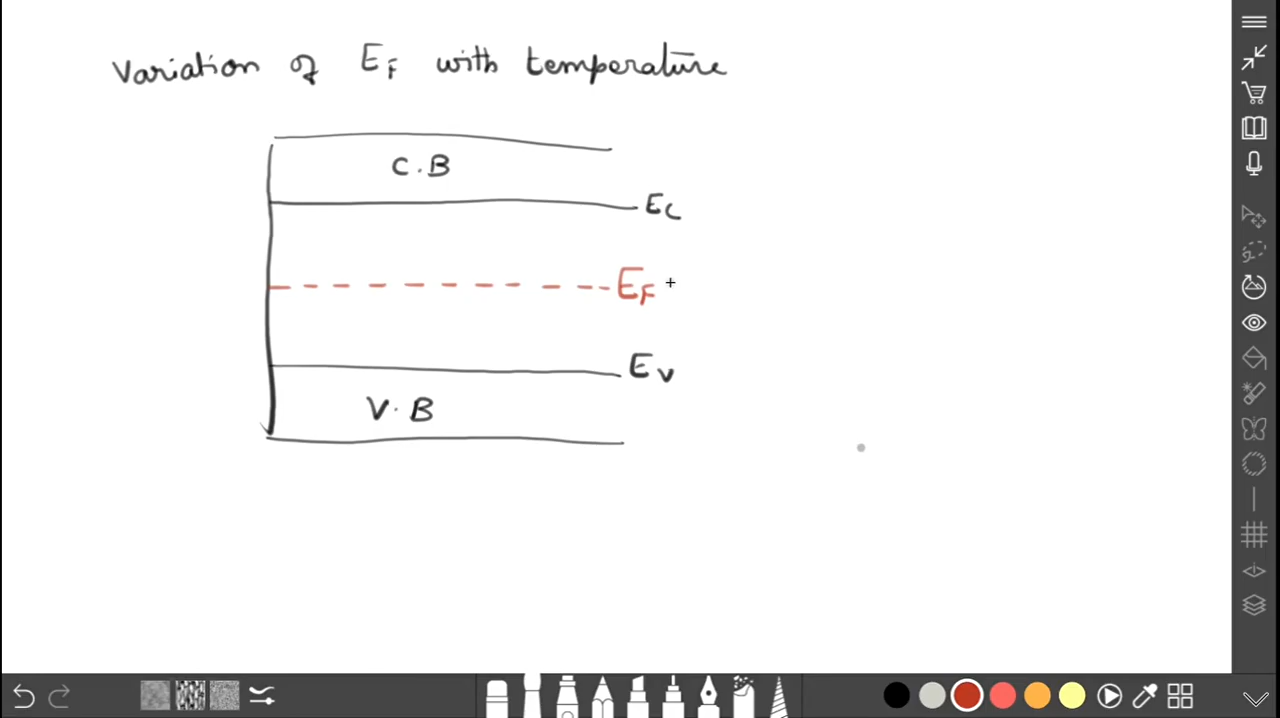 Variation of EF with temperature
C.B
EC
EF
EV
V.B